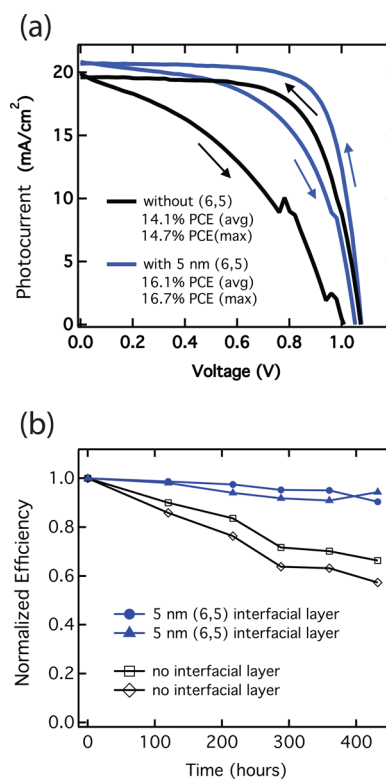 (a)
20
15
10
5
0
Photocurrent (mA/cm²)
without (6,5)
14.1% PCE (avg)
14.7% PCE(max)
with 5 nm (6,5)
16.1% PCE (avg)
16.7% PCE (max)
0.0 0.2 0.4 0.6 0.8 1.0
Voltage (V)
(b)
1.0
0.8
0.6
0.4
0.2
0.0
Normalized Efficiency
5 nm (6,5) interfacial layer
5 nm (6,5) interfacial layer
no interfacial layer
no interfacial layer
0 100 200 300 400
Time (hours)